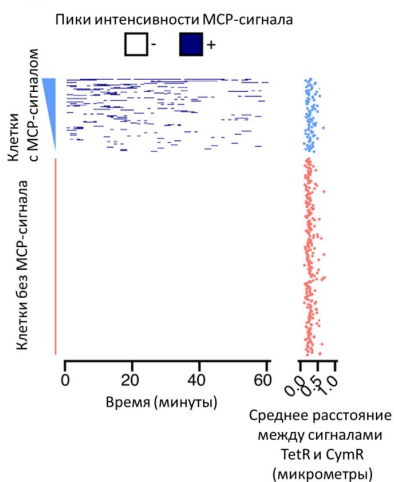 Пики интенсивности MCP-сигнала
- +
Клетки
с MCP-сигналом
Клетки без MCP-сигнала
0 20 40 60
Время (минуты)
0.0 0.5 1.0
Среднее расстояние
между сигналами
TetR и CymR
(микрометры)